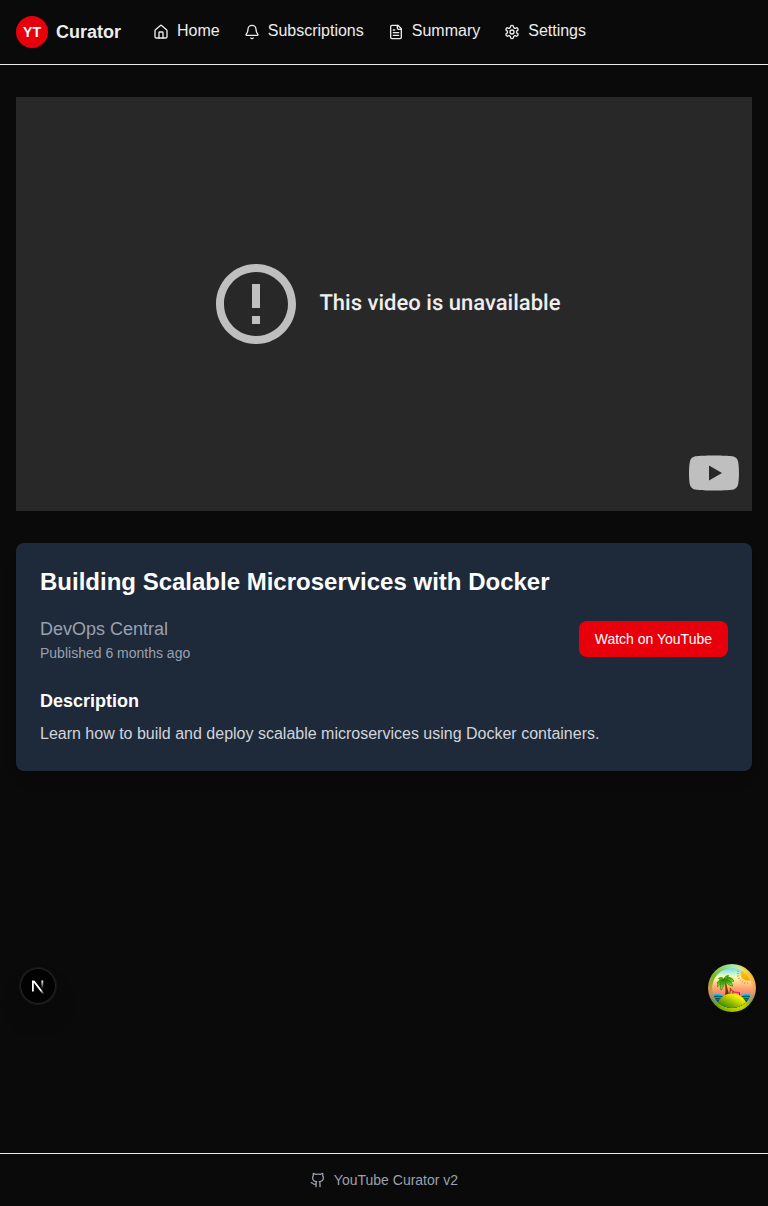 YT Curator Home Subscriptions Summary Settings
This video is unavailable
Building Scalable Microservices with Docker
DevOps Central
Published 6 months ago
Watch on YouTube
Description
Learn how to build and deploy scalable microservices using Docker containers.
N
YouTube Curator v2